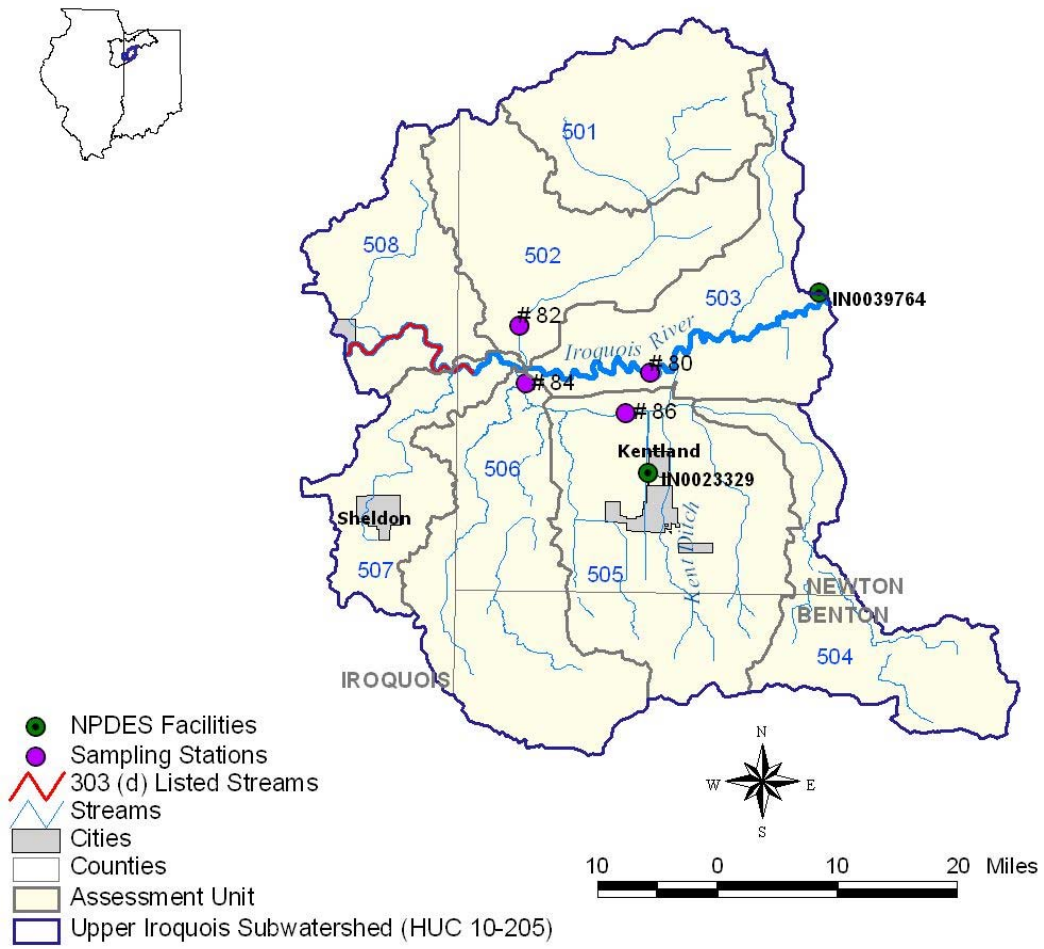 501
508
502
503
IN0039764
# 82
Iroquois River
# 80
# 84
# 86
Kentland
506
IN0023329
Sheldon
Kent Ditch
507
505
NEWTON
BENTON
504
IROQUOIS
NPDES Facilities
Sampling Stations
303 (d) Listed Streams
Streams
Cities
Counties
Assessment Unit
Upper Iroquois Subwatershed (HUC 10-205)
N
W
E
S
10 0 10 20 Miles